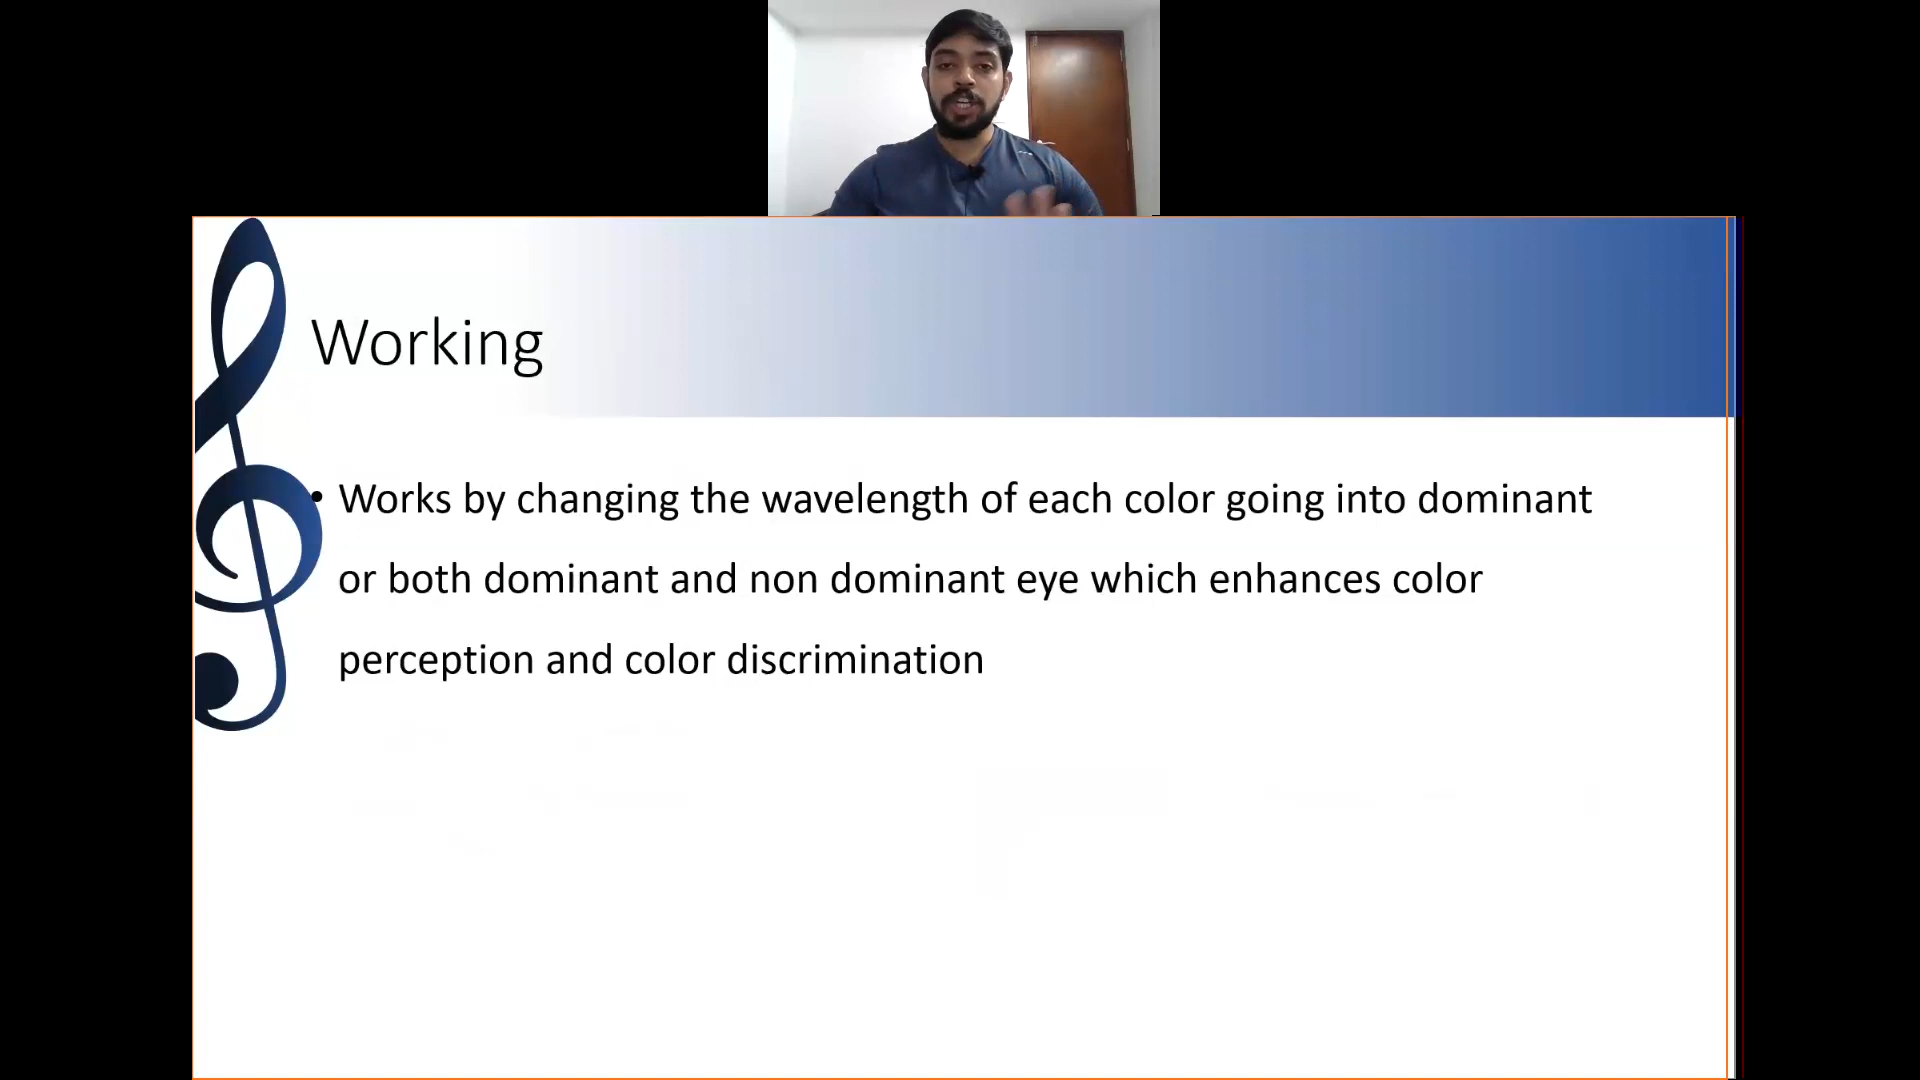 Working
• Works by changing the wavelength of each color going into dominant
or both dominant and non dominant eye which enhances color
perception and color discrimination